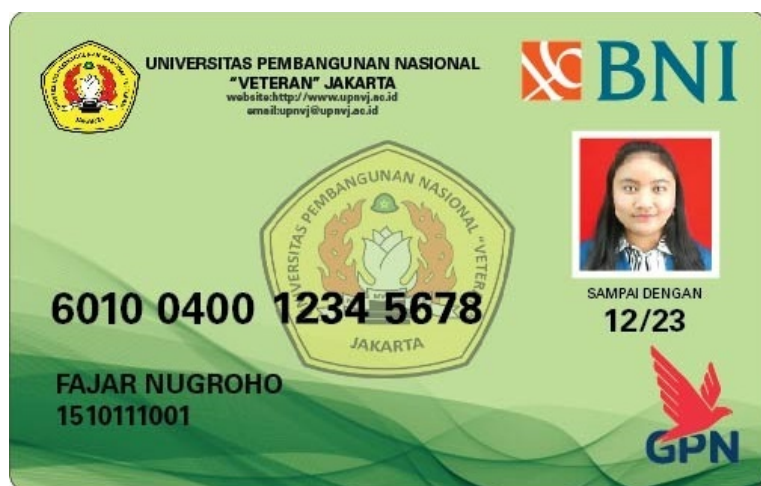 UNIVERSITAS PEMBANGUNAN NASIONAL
"VETERAN" JAKARTA
website:http://www.upnvj.ac.id
email:upnvj@upnvj.ac.id
BNI
UNIVERSITAS PEMBANGUNAN NASIONAL "VETERAN"
JAKARTA
6010 0400 1234 5678
SAMPAI DENGAN
12/23
FAJAR NUGROHO
1510111001
GPN